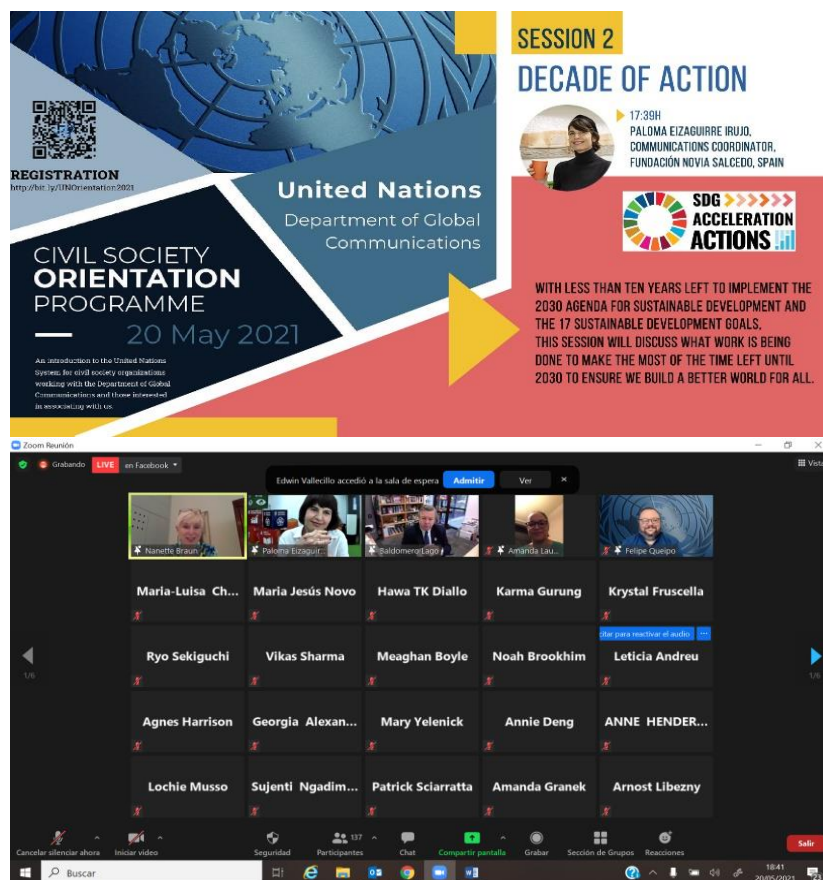 REGISTRATION
http://bit.ly/UNOrientation2021
United Nations
Department of Global
Communications
CIVIL SOCIETY
ORIENTATION
PROGRAMME
20 May 2021
An introduction to the United Nations
System for civil society organizations
working with the Department of Global
Communications and those interested
in associating with us.
SESSION 2
DECADE OF ACTION
17:39H
PALOMA EIZAGUIRRE IRUJO,
COMMUNICATIONS COORDINATOR,
FUNDACIÓN NOVIA SALCEDO, SPAIN
SDG
ACCELERATION
ACTIONS
WITH LESS THAN TEN YEARS LEFT TO IMPLEMENT THE
2030 AGENDA FOR SUSTAINABLE DEVELOPMENT AND
THE 17 SUSTAINABLE DEVELOPMENT GOALS,
THIS SESSION WILL DISCUSS WHAT WORK IS BEING
DONE TO MAKE THE MOST OF THE TIME LEFT UNTIL
2030 TO ENSURE WE BUILD A BETTER WORLD FOR ALL.
Zoom Reunión
Grabando LIVE en Facebook
Edwin Vallecillo accedió a la sala de espera Admitir Ver
Vista
Nanette Braun Paloma Eizaguir... Baldomero Lago Amanda Lau... Felipe Queipo
Maria-Luisa Ch... Maria Jesús Novo Hawa TK Diallo Karma Gurung Krystal Fruscella
citar para reactivar el audio ...
Ryo Sekiguchi Vikas Sharma Meaghan Boyle Noah Brookhim Leticia Andreu
1/6 1/6
Agnes Harrison Georgia Alexan... Mary Yelenick Annie Deng ANNE HENDER...
Lochie Musso Sujenti Ngadim... Patrick Sciarratta Amanda Granek Arnost Libezny
137
Cancelar silenciar ahora Iniciar video Seguridad Participantes Chat Compartir pantalla Grabar Sección de Grupos Reacciones Salir
Buscar
18:41
20/05/2021
23